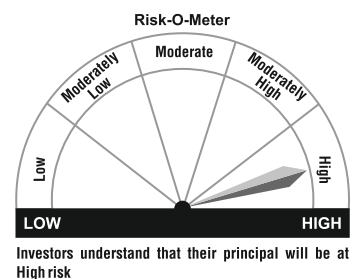 Risk-O-Meter
Moderate
Moderately
Low
Moderately
High
Low
High
LOW
HIGH
Investors understand that their principal will be at
High risk